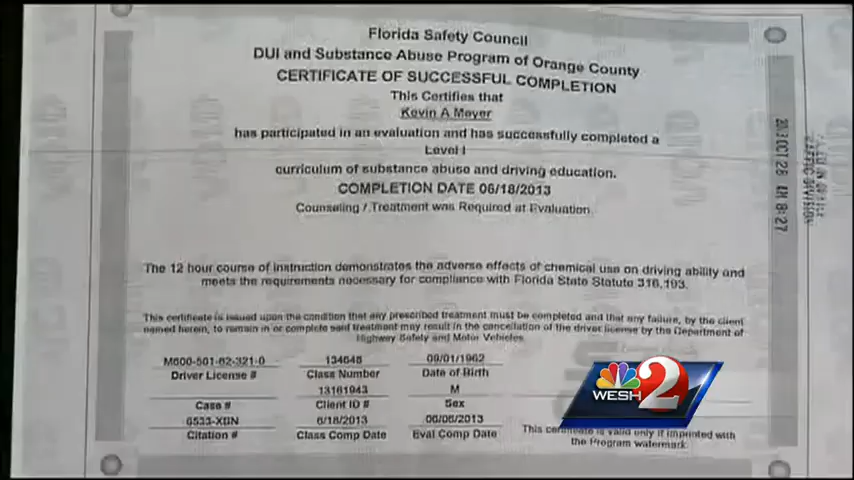 Florida Safety Council
DUI and Substance Abuse Program of Orange County
CERTIFICATE OF SUCCESSFUL COMPLETION
This Certifies that
Kevin A Meyer
has participated in an evaluation and has successfully completed a
Level I
curriculum of substance abuse and driving education.
COMPLETION DATE 06/18/2013
Counseling / Treatment was Required at Evaluation.
The 12 hour course of instruction demonstrates the adverse effects of chemical use on driving ability and
meets the requirements necessary for compliance with Florida State Statute 316.193.
This certificate is issued upon the condition that any prescribed treatment must be completed and that any failure, by the client
named herein, to remain in or complete said treatment may result in the cancellation of the driver license by the Department of
Highway Safety and Motor Vehicles
M600-501-62-321-0 134648 09/01/1962
Driver License # Class Number Date of Birth
13161943 M
Case # Client ID # Sex
6533-XBN 6/18/2013 06/06/2013
Citation # Class Comp Date Eval Comp Date
This certificate is valid only if imprinted with
the Program watermark.
2013 OCT 28 AM 8:27
TRAFFIC DIVISION
WESH 2